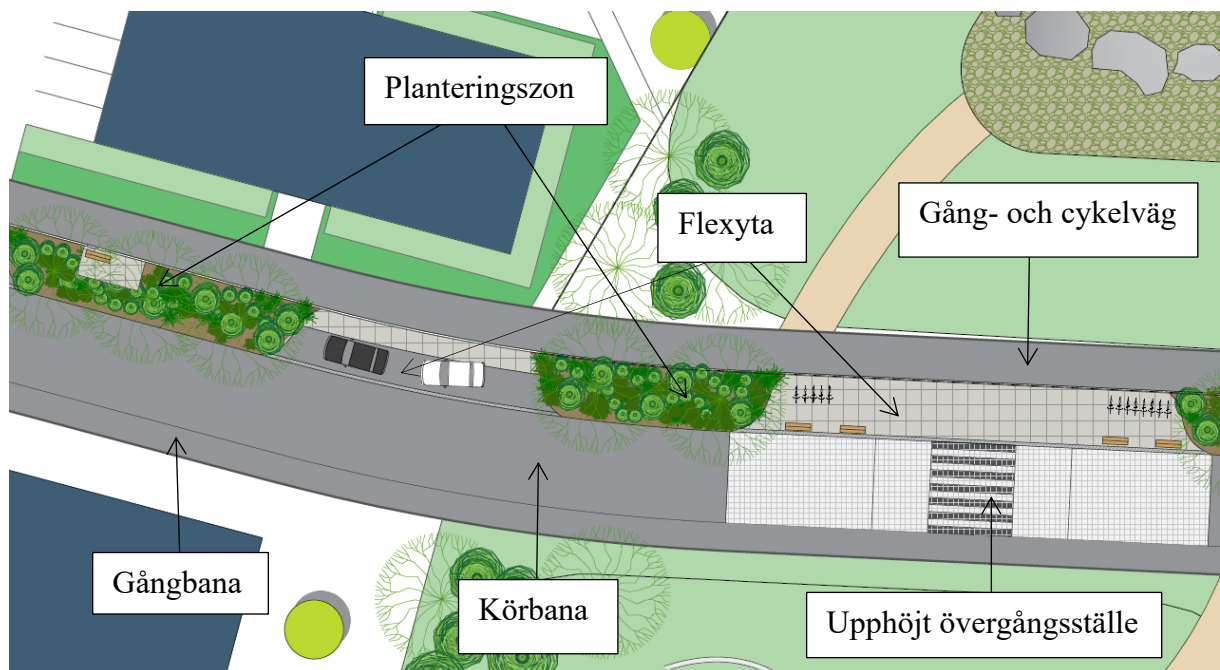 Planteringszon
Flexyta
Gång- och cykelväg
Gångbana
Körbana
Upphöjt övergångsställe